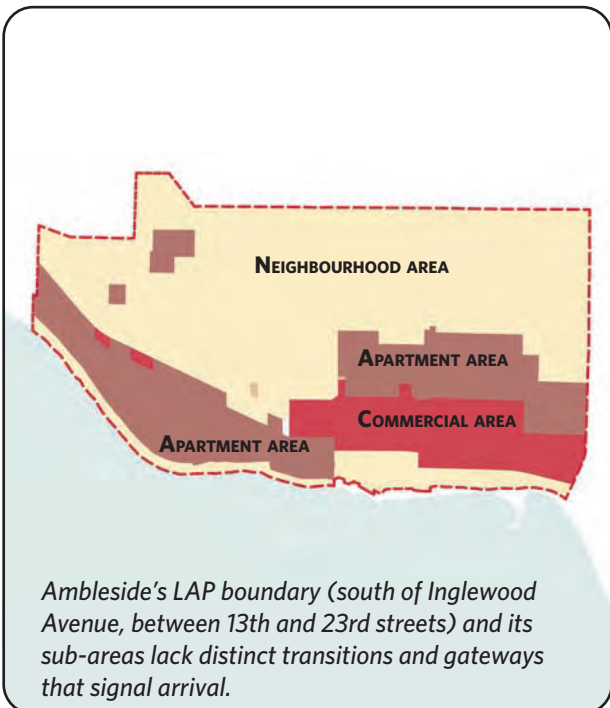 Neighbourhood area
Apartment area
Commercial area
Apartment area
Ambleside's LAP boundary (south of Inglewood
Avenue, between 13th and 23rd streets) and its
sub-areas lack distinct transitions and gateways
that signal arrival.